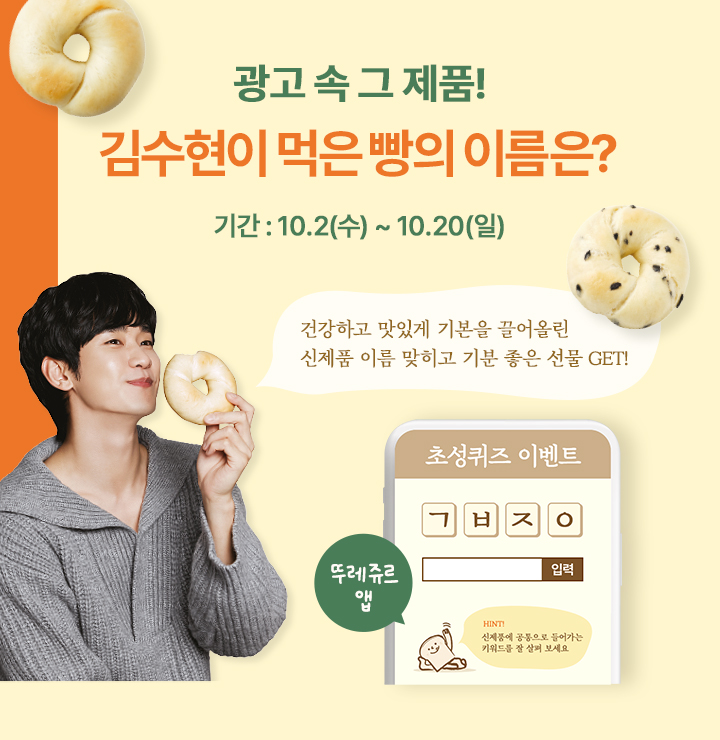 광고 속 그 제품!
김수현이 먹은 빵의 이름은?
기간 : 10.2(수) ~ 10.20(일)
건강하고 맛있게 기본을 끌어올린
신제품 이름 맞히고 기분 좋은 선물 GET!
초성퀴즈 이벤트
ㄱ ㅂ ㅈ ㅇ
입력
뚜레쥬르
앱
HINT!
신제품에 공통으로 들어가는
키워드를 잘 살펴 보세요